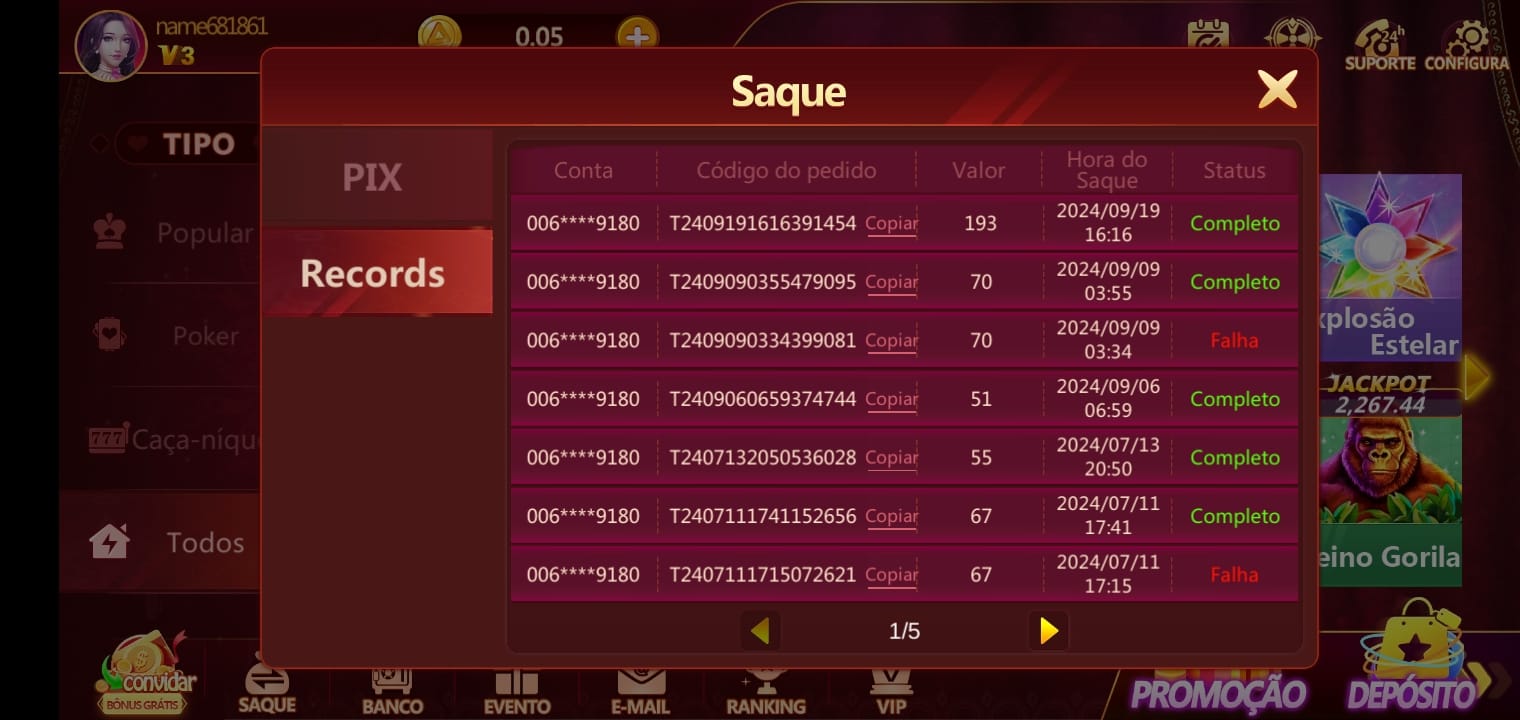 name681861
V3
0.05
24h
SUPORTE
CONFIGURA
Saque
TIPO
Popular
Poker
777
Caça-níqu
Todos
PIX
Records
Conta Código do pedido Valor Hora do Saque Status
006****9180 T2409191616391454 Copiar 193 2024/09/19 16:16 Completo
006****9180 T2409090355479095 Copiar 70 2024/09/09 03:55 Completo
006****9180 T2409090334399081 Copiar 70 2024/09/09 03:34 Falha
006****9180 T2409060659374744 Copiar 51 2024/09/06 06:59 Completo
006****9180 T2407132050536028 Copiar 55 2024/07/13 20:50 Completo
006****9180 T2407111741152656 Copiar 67 2024/07/11 17:41 Completo
006****9180 T2407111715072621 Copiar 67 2024/07/11 17:15 Falha
1/5
xplosão
Estelar
JACKPOT
2,267.44
eino Gorila
convidar
BÔNUS GRÁTIS
SAQUE
BANCO
EVENTO
E-MAIL
RANKING
VIP
PROMOÇÃO
DEPÓSITO